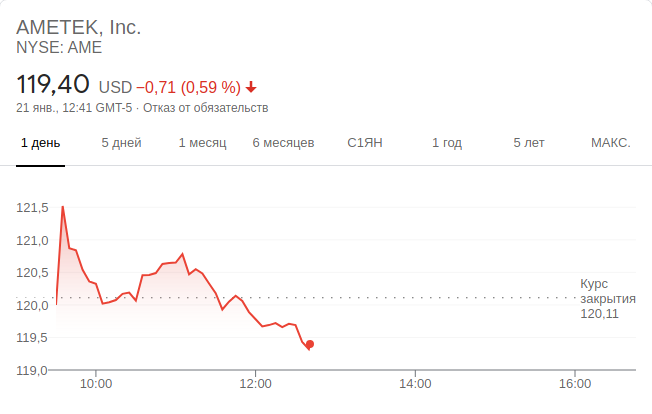 AMETEK, Inc.
NYSE: AME
119,40 USD −0,71 (0,59 %)
21 янв., 12:41 GMT-5 · Отказ от обязательств
1 день 5 дней 1 месяц 6 месяцев С1ЯН 1 год 5 лет МАКС.
121,5
121,0
120,5
Курс
закрытия
120,11
120,0
119,5
119,0
10:00 12:00 14:00 16:00